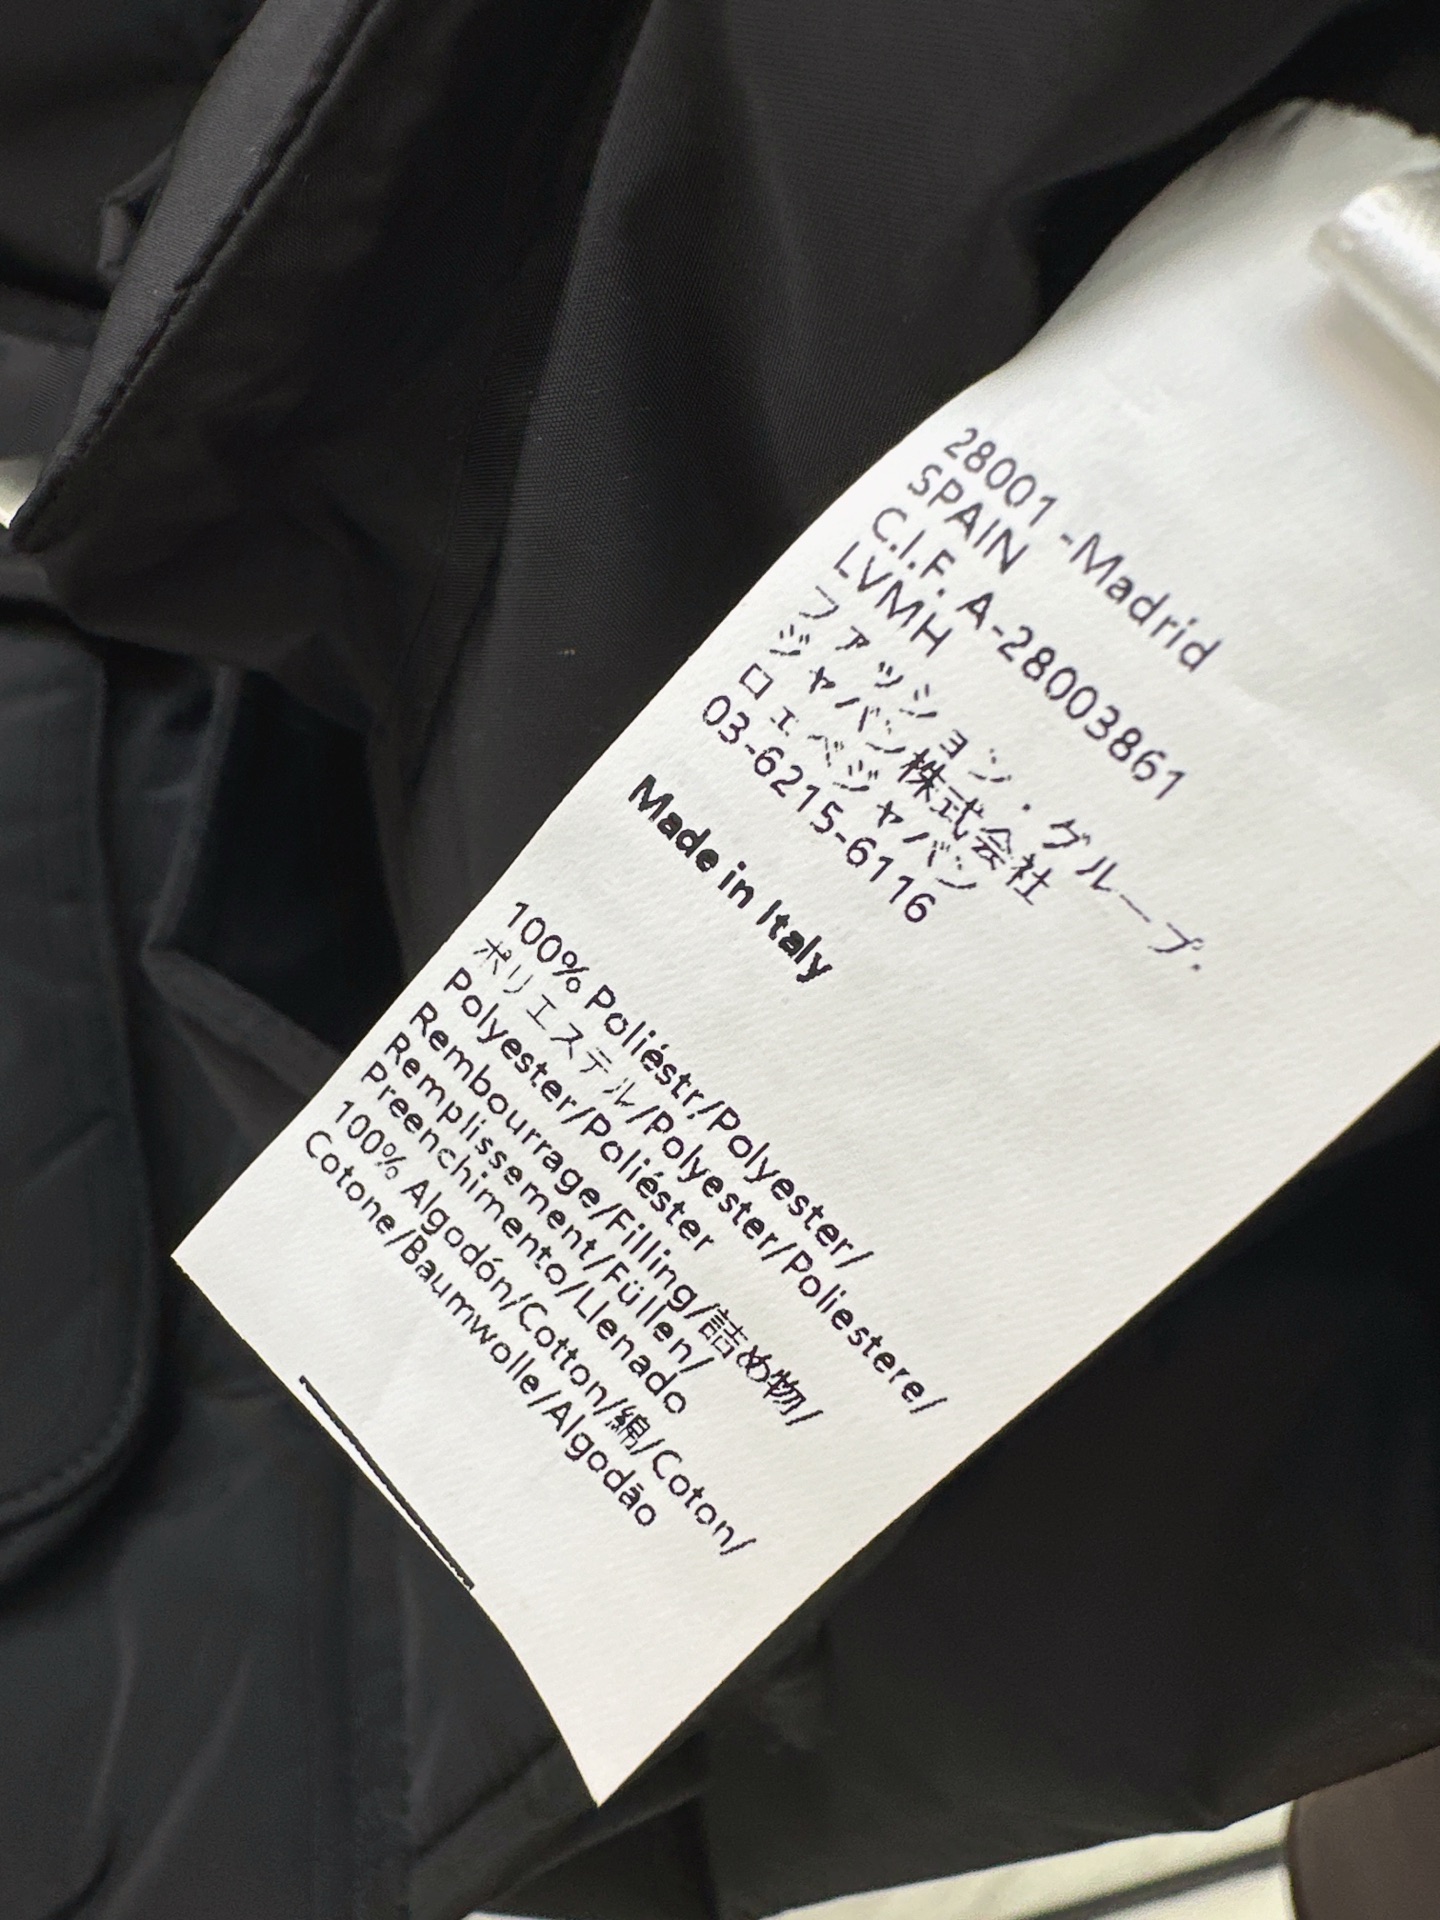 28001 -Madrid
SPAIN
C.I.F. A-28003861
LVMH
ファッション・グループ.
ジャパン株式会社
ロエベジャパン
03-6215-6116
Made in Italy
100% Poliéstr/Polyester/
ポリエステル/Polyester/Poliestere/
Polyester/Poliéster
Rembourrage/Filling/詰め物/
Remplissement/Füllen/
Preenchimento/Llenado
100% Algodón/Cotton/綿/Coton/
Cotone/Baumwolle/Algodão